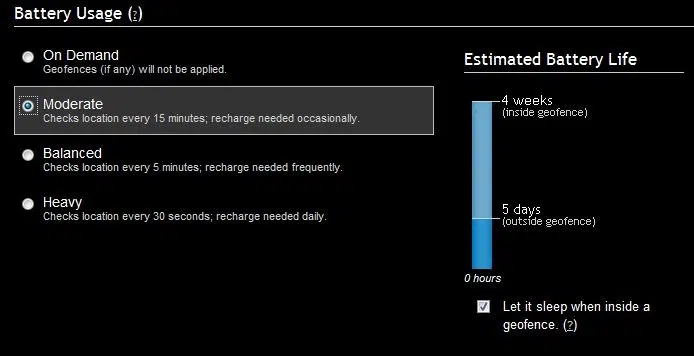 Battery Usage (?)
On Demand
Geofences (if any) will not be applied.
Moderate
Checks location every 15 minutes; recharge needed occasionally.
Balanced
Checks location every 5 minutes; recharge needed frequently.
Heavy
Checks location every 30 seconds; recharge needed daily.
Estimated Battery Life
4 weeks
(inside geofence)
5 days
(outside geofence)
0 hours
Let it sleep when inside a
geofence. (?)